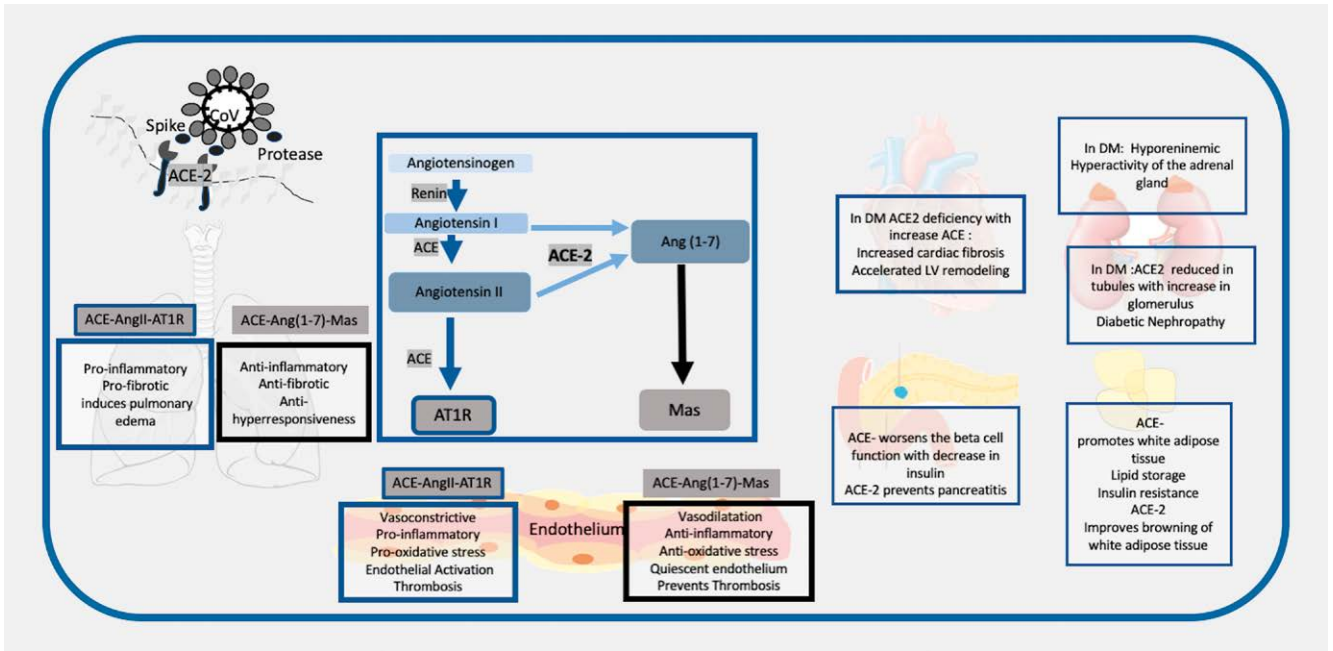 CoV
Spike
Protease
ACE-2
Angiotensinogen
Renin
Angiotensin I
ACE
ACE-2
Ang (1-7)
Angiotensin II
ACE
AT1R
Mas
ACE-AngII-AT1R
Pro-inflammatory
Pro-fibrotic
induces pulmonary
edema
ACE-Ang(1-7)-Mas
Anti-inflammatory
Anti-fibrotic
Anti-
hyperresponsiveness
ACE-AngII-AT1R
Vasoconstrictive
Pro-inflammatory
Pro-oxidative stress
Endothelial Activation
Thrombosis
Endothelium
ACE-Ang(1-7)-Mas
Vasodilatation
Anti-inflammatory
Anti-oxidative stress
Quiescent endothelium
Prevents Thrombosis
In DM ACE2 deficiency with
increase ACE :
Increased cardiac fibrosis
Accelerated LV remodeling
In DM: Hyporeninemic
Hyperactivity of the adrenal
gland
In DM :ACE2 reduced in
tubules with increase in
glomerulus
Diabetic Nephropathy
ACE- worsens the beta cell
function with decrease in
insulin
ACE-2 prevents pancreatitis
ACE-
promotes white adipose
tissue
Lipid storage
Insulin resistance
ACE-2
Improves browning of
white adipose tissue